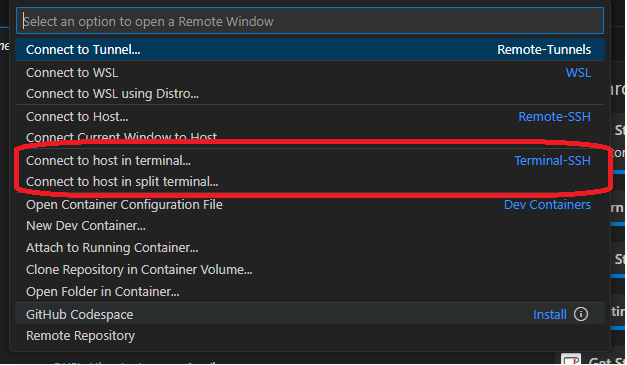 Select an option to open a Remote Window
Connect to Tunnel... Remote-Tunnels
Connect to WSL WSL
Connect to WSL using Distro...
Connect to Host... Remote-SSH
Connect Current Window to Host
Connect to host in terminal... Terminal-SSH
Connect to host in split terminal...
Open Container Configuration File Dev Containers
New Dev Container...
Attach to Running Container...
Clone Repository in Container Volume...
Open Folder in Container...
GitHub Codespace Install
Remote Repository
Get St